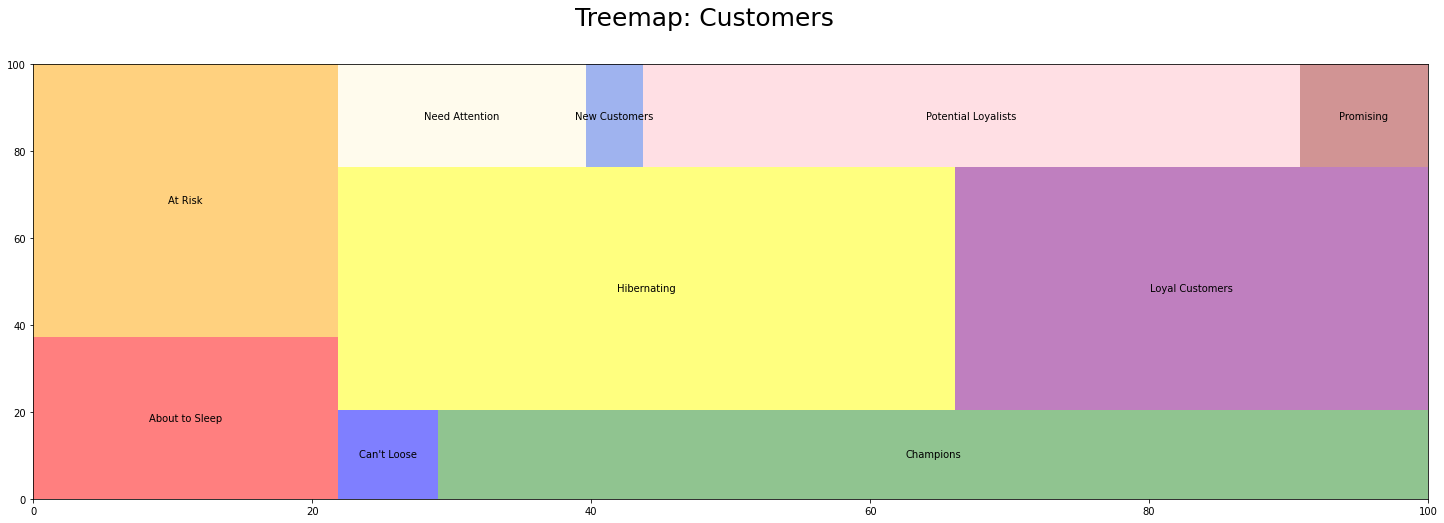 Treemap: Customers
100
80
60
40
20
0
Need Attention
New Customers
Potential Loyalists
Promising
At Risk
Hibernating
Loyal Customers
About to Sleep
Can't Loose
Champions
0 20 40 60 80 100